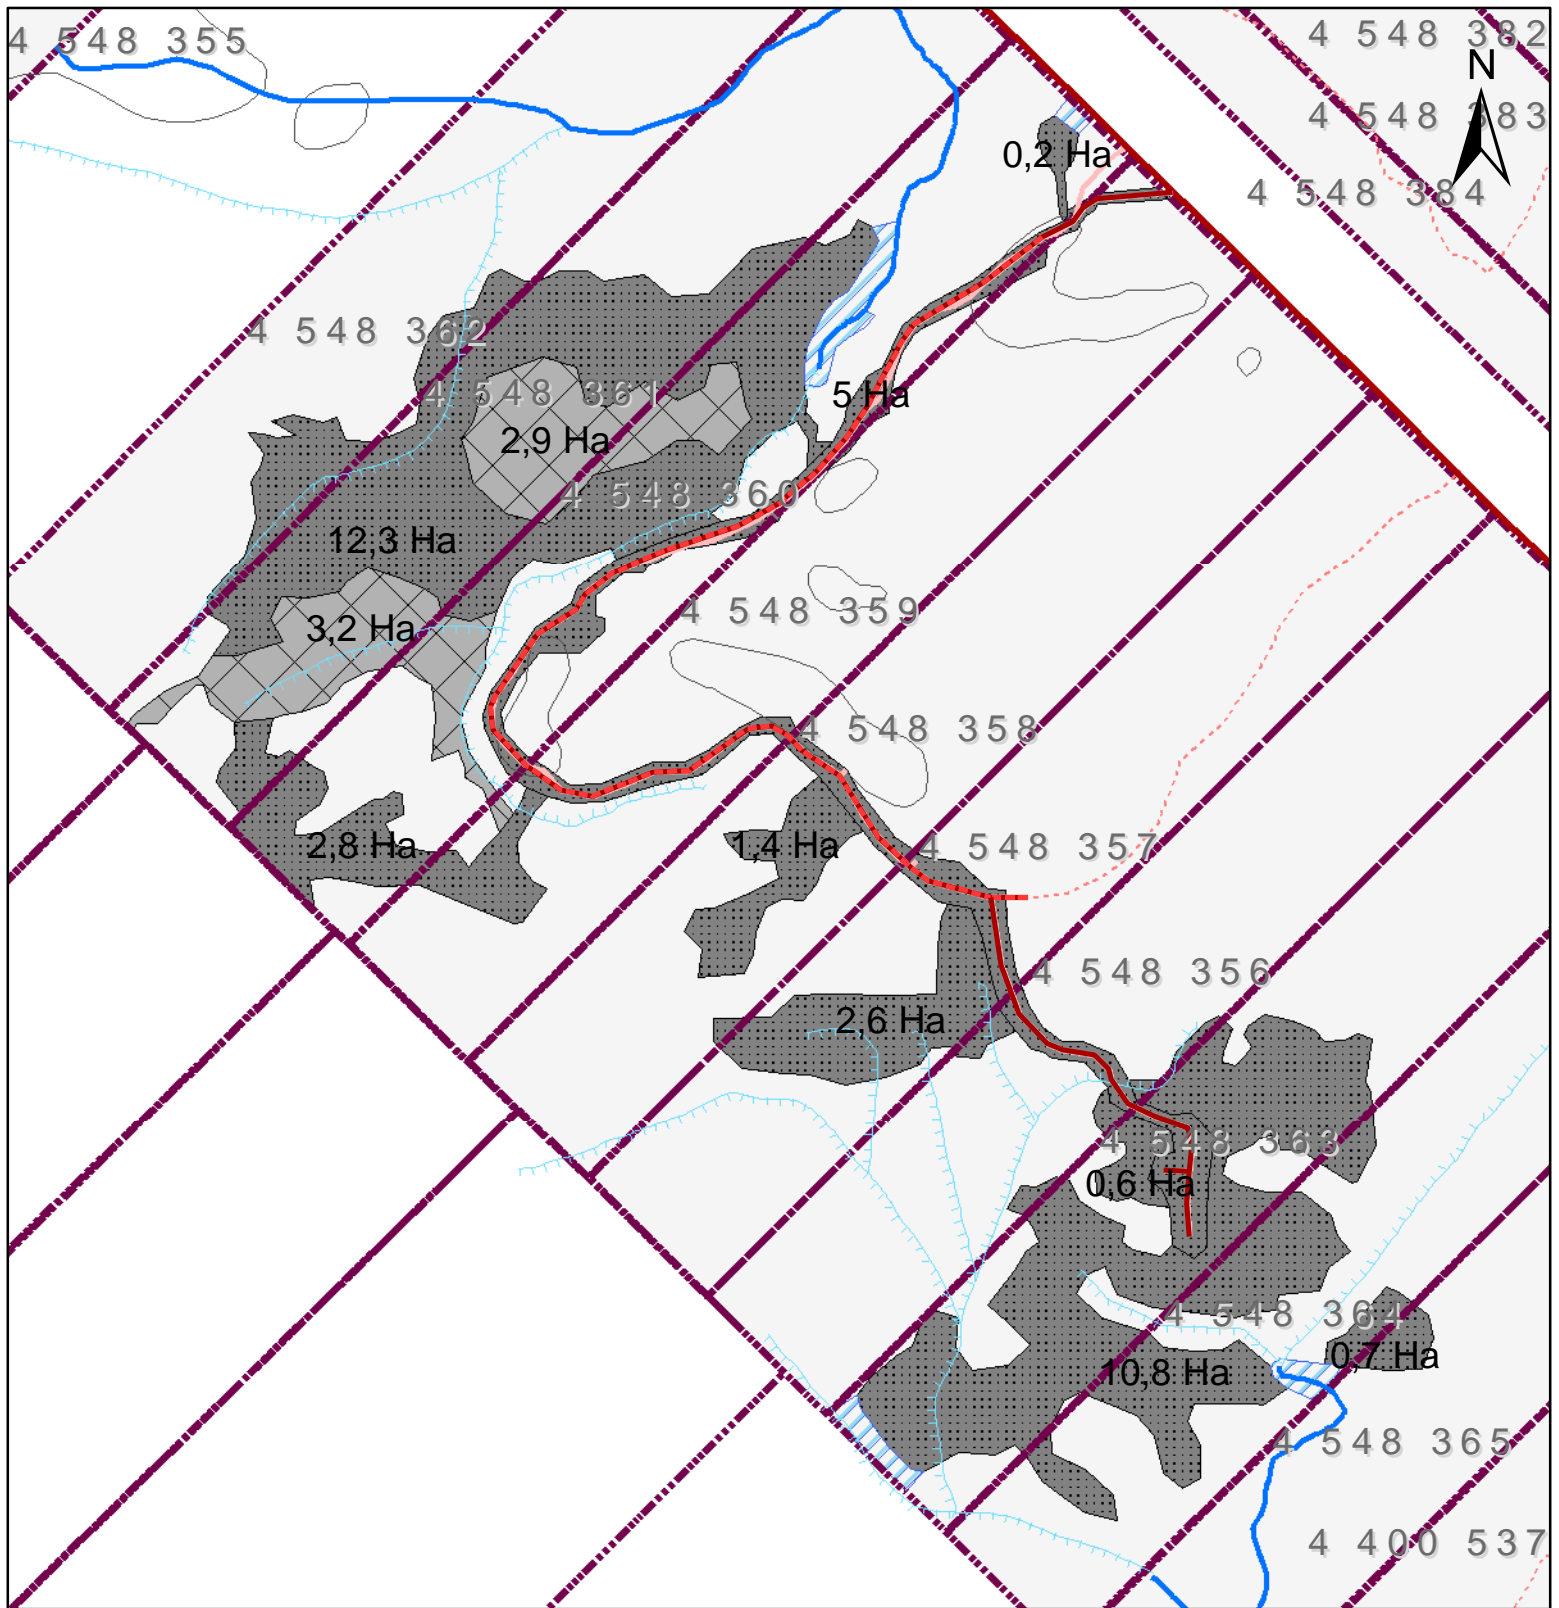 4 548 355
4 548 382
N
4 548 383
0,2 Ha
4 548 384
4 548 362
4 548 361
5 Ha
2,9 Ha
4 548 360
12,3 Ha
4 548 359
3,2 Ha
4 548 358
2,8 Ha
1,4 Ha
4 548 357
4 548 356
2,6 Ha
4 548 363
0,6 Ha
4 548 364
0,7 Ha
10,8 Ha
4 548 365
4 400 537